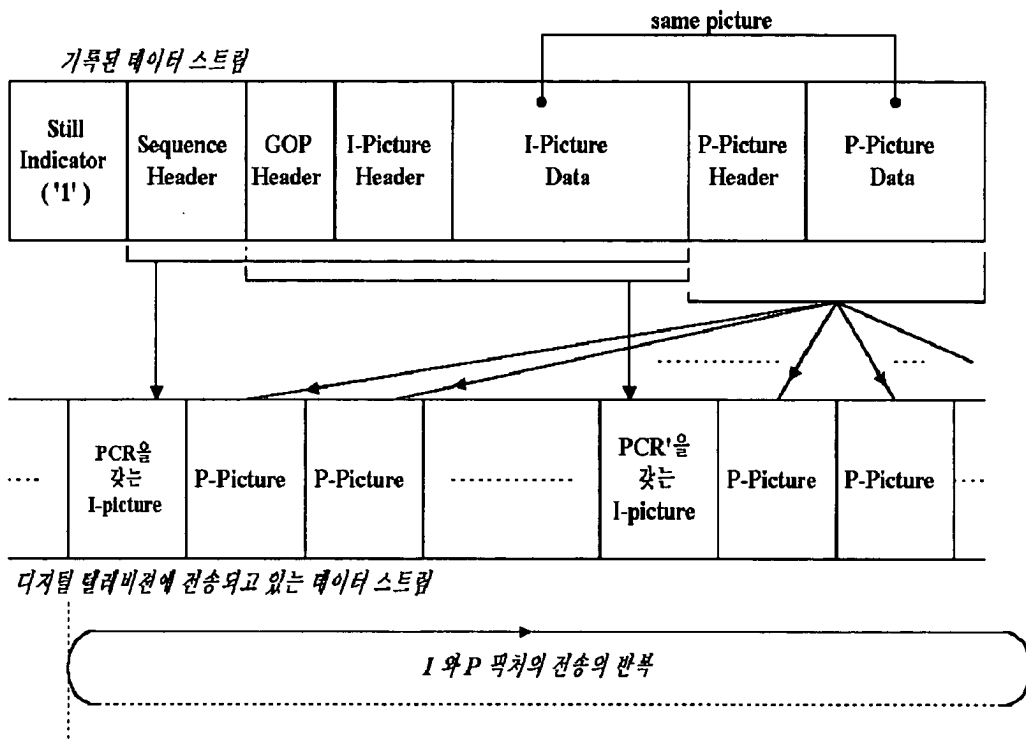 same picture
기록된 데이터 스트림
Still
Indicator
('1')
Sequence
Header
GOP
Header
I-Picture
Header
I-Picture
Data
P-Picture
Header
P-Picture
Data
PCR을
갖는
I-picture
P-Picture
P-Picture
PCR'을
갖는
I-picture
P-Picture
P-Picture
디지털 텔레비전에 전송되고 있는 데이터 스트림
I 와 P 픽처의 전송의 반복